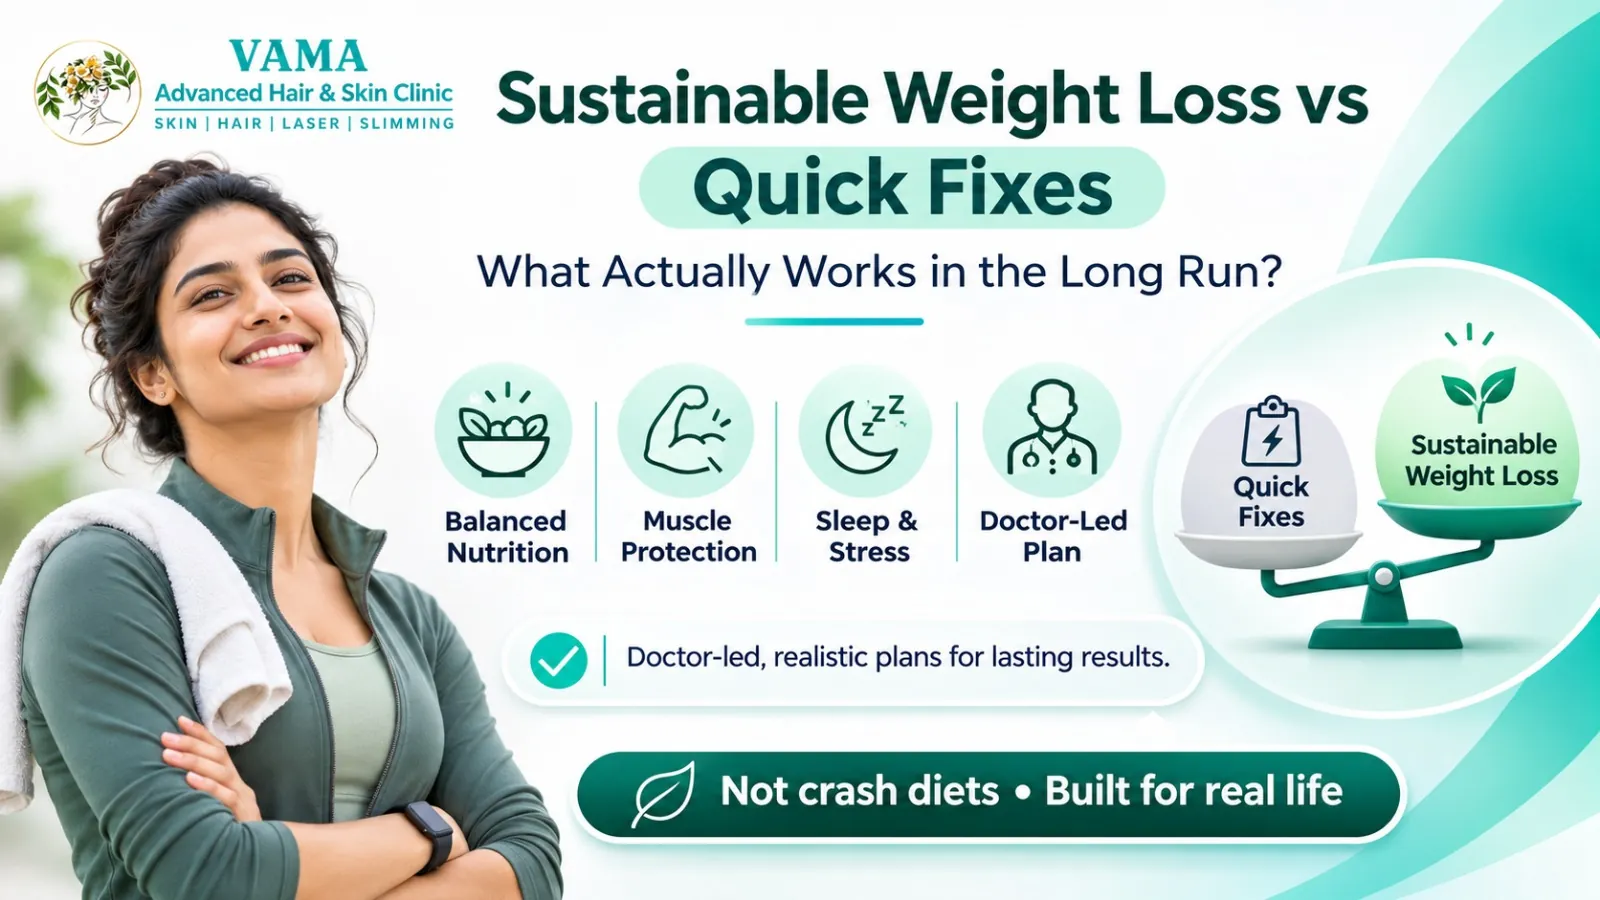 VAMA
Advanced Hair & Skin Clinic
SKIN | HAIR | LASER | SLIMMING
Sustainable Weight Loss vs
Quick Fixes
What Actually Works in the Long Run?
Balanced
Nutrition
Muscle
Protection
zzZ
Sleep &
Stress
Doctor-Led
Plan
Quick
Fixes
Sustainable
Weight Loss
Doctor-led, realistic plans for lasting results.
Not crash diets • Built for real life